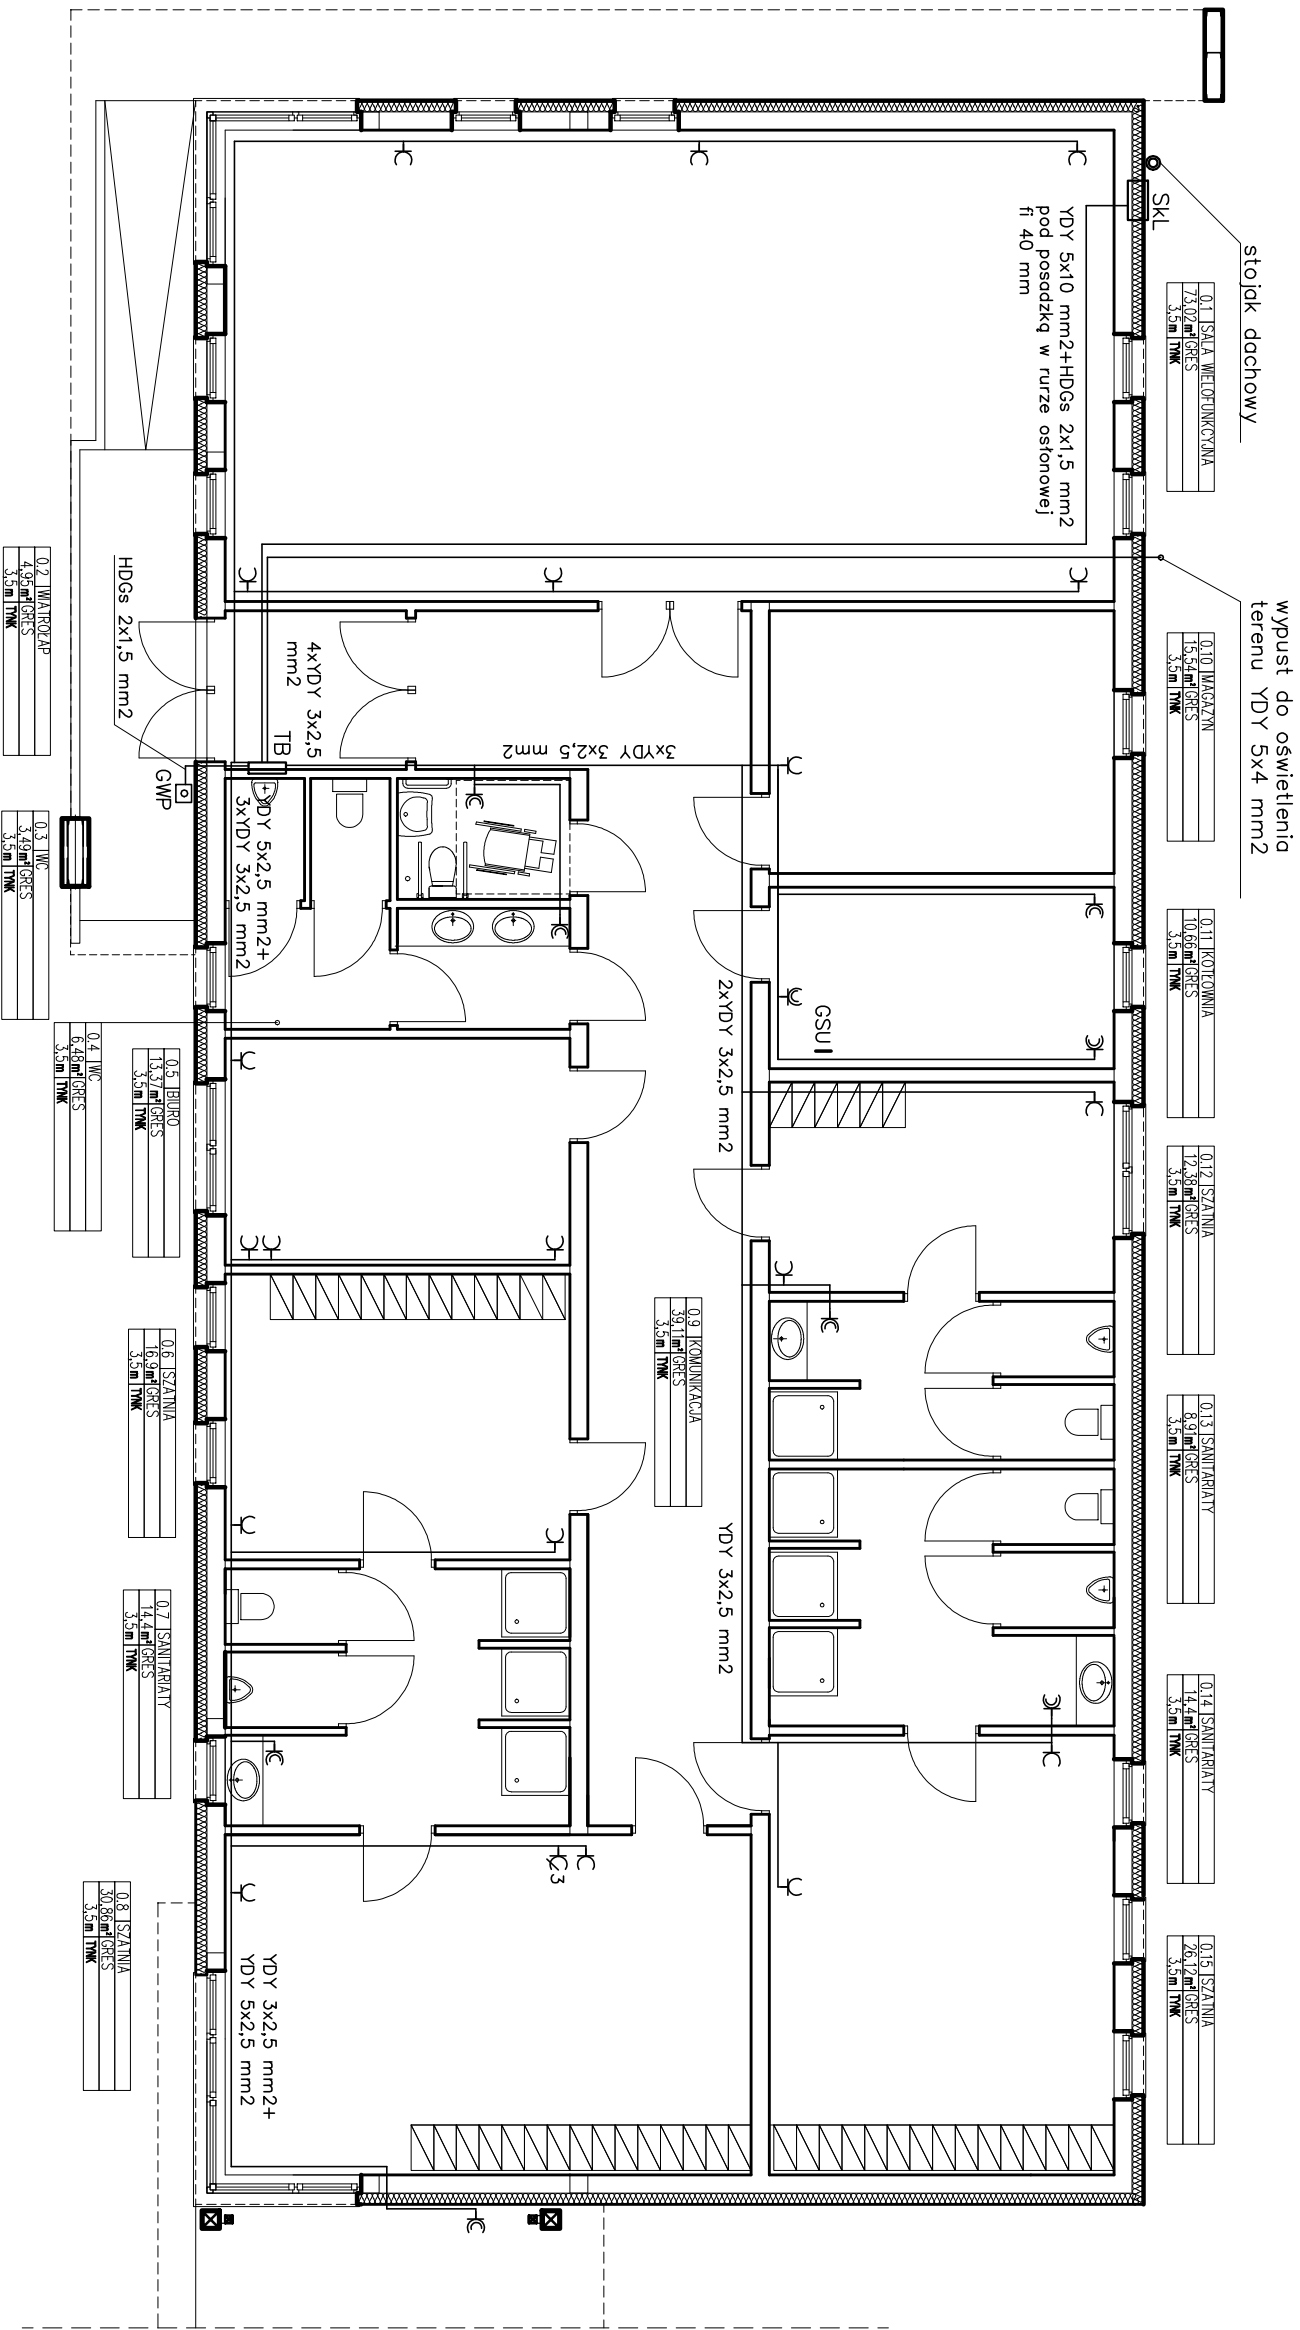 stojak dachowy
wypust do oświetlenia
terenu YDY 5x4 mm2
SkL
0.1 SALA WIELOFUNKCYJNA
73,02m² GRES
3,5m TYNK
0.10 MAGAZYN
15,54m² GRES
3,5m TYNK
0.11 KOTŁOWNIA
10,66m² GRES
3,5m TYNK
0.12 SZATNIA
12,38m² GRES
3,5m TYNK
0.13 SANITARIATY
8,91m² GRES
3,5m TYNK
0.14 SANITARIATY
14,4m² GRES
3,5m TYNK
0.15 SZATNIA
26,12m² GRES
3,5m TYNK
YDY 5x10 mm2+HDGs 2x1,5 mm2
pod posadzką w rurze osłonowej
fi 40 mm
GSU
2xYDY 3x2,5 mm2
YDY 3x2,5 mm2
0.9 KOMUNIKACJA
39,11m² GRES
3,5m TYNK
3xYDY 3x2,5 mm2
4xYDY 3x2,5
mm2
TB
YDY 5x2,5 mm2+
3xYDY 3x2,5 mm2
x3
YDY 3x2,5 mm2+
YDY 5x2,5 mm2
GWP
HDGs 2x1,5 mm2
0.2 WIATROŁAP
4,95m² GRES
3,5m TYNK
0.3 WC
3,49m² GRES
3,5m TYNK
0.4 WC
6,48m² GRES
3,5m TYNK
0.5 BIURO
13,37m² GRES
3,5m TYNK
0.6 SZATNIA
16,9m² GRES
3,5m TYNK
0.7 SANITARIATY
14,4m² GRES
3,5m TYNK
0.8 SZATNIA
30,86m² GRES
3,5m TYNK